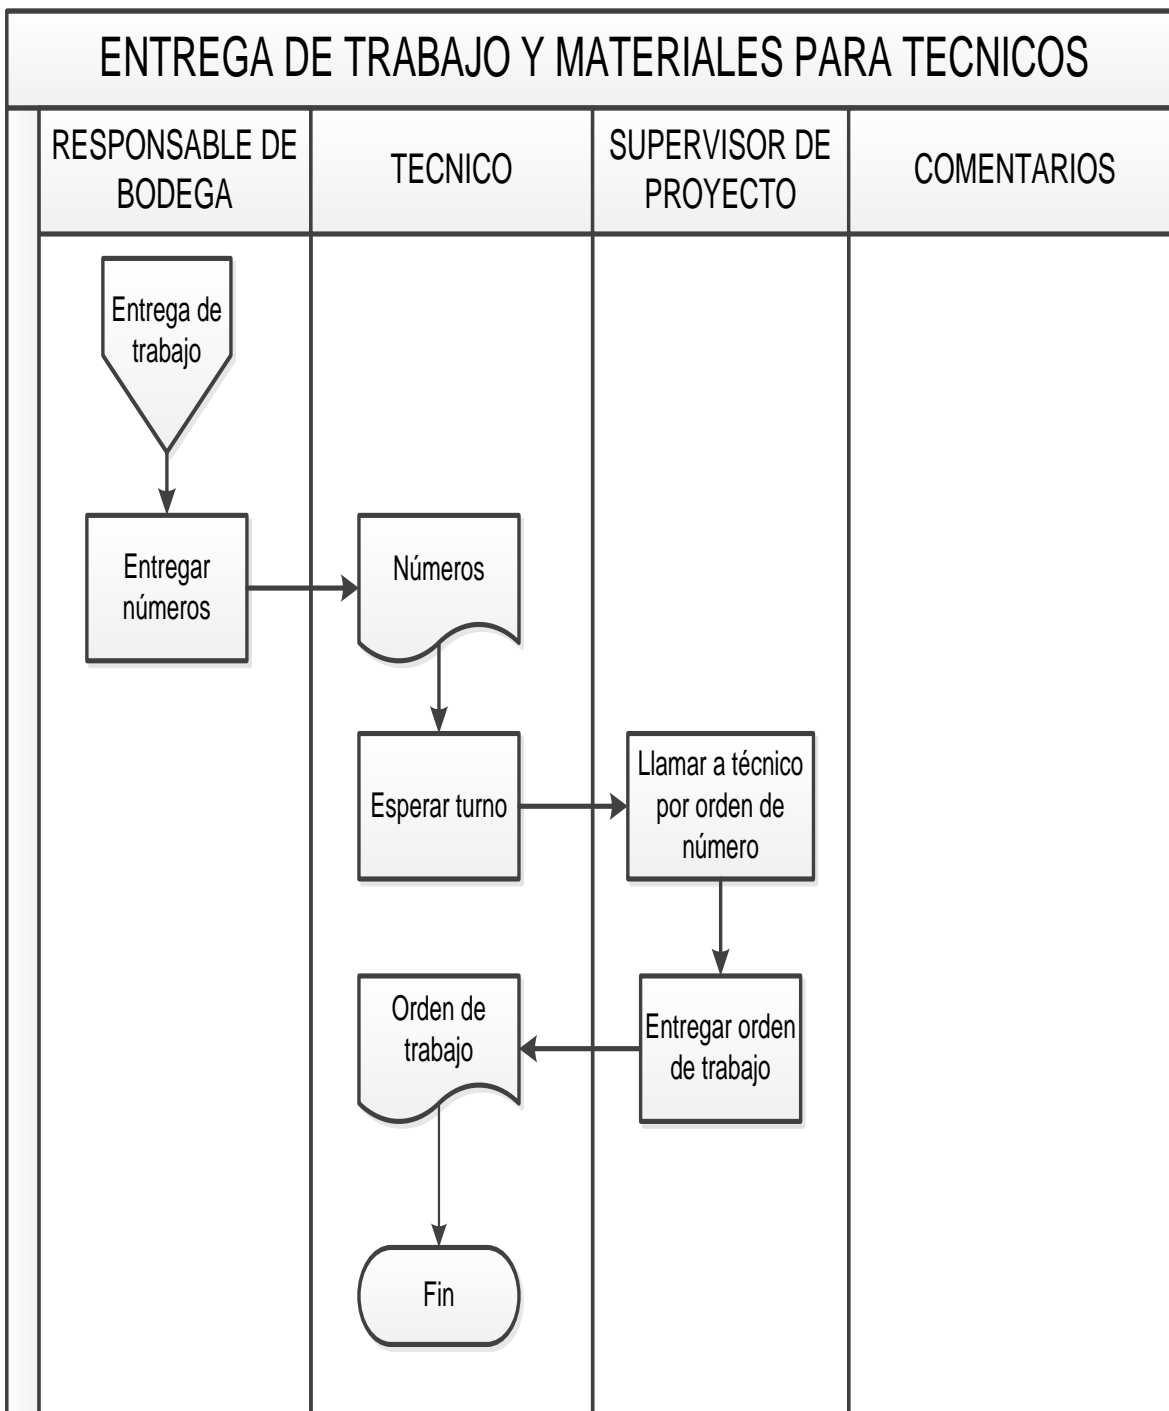 ENTREGA DE TRABAJO Y MATERIALES PARA TECNICOS
RESPONSABLE DE
BODEGA
TECNICO
SUPERVISOR DE
PROYECTO
COMENTARIOS
Entrega de
trabajo
Entregar
números
Números
Esperar turno
Llamar a técnico
por orden de
número
Entregar orden
de trabajo
Orden de
trabajo
Fin